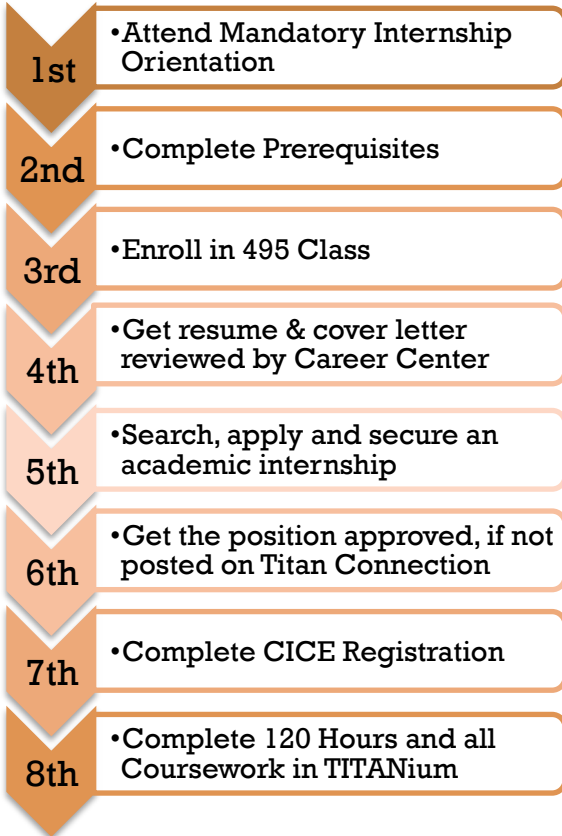 1st
•Attend Mandatory Internship
Orientation
2nd
•Complete Prerequisites
3rd
•Enroll in 495 Class
4th
•Get resume & cover letter
reviewed by Career Center
5th
•Search, apply and secure an
academic internship
6th
•Get the position approved, if not
posted on Titan Connection
7th
•Complete CICE Registration
8th
•Complete 120 Hours and all
Coursework in TITANium